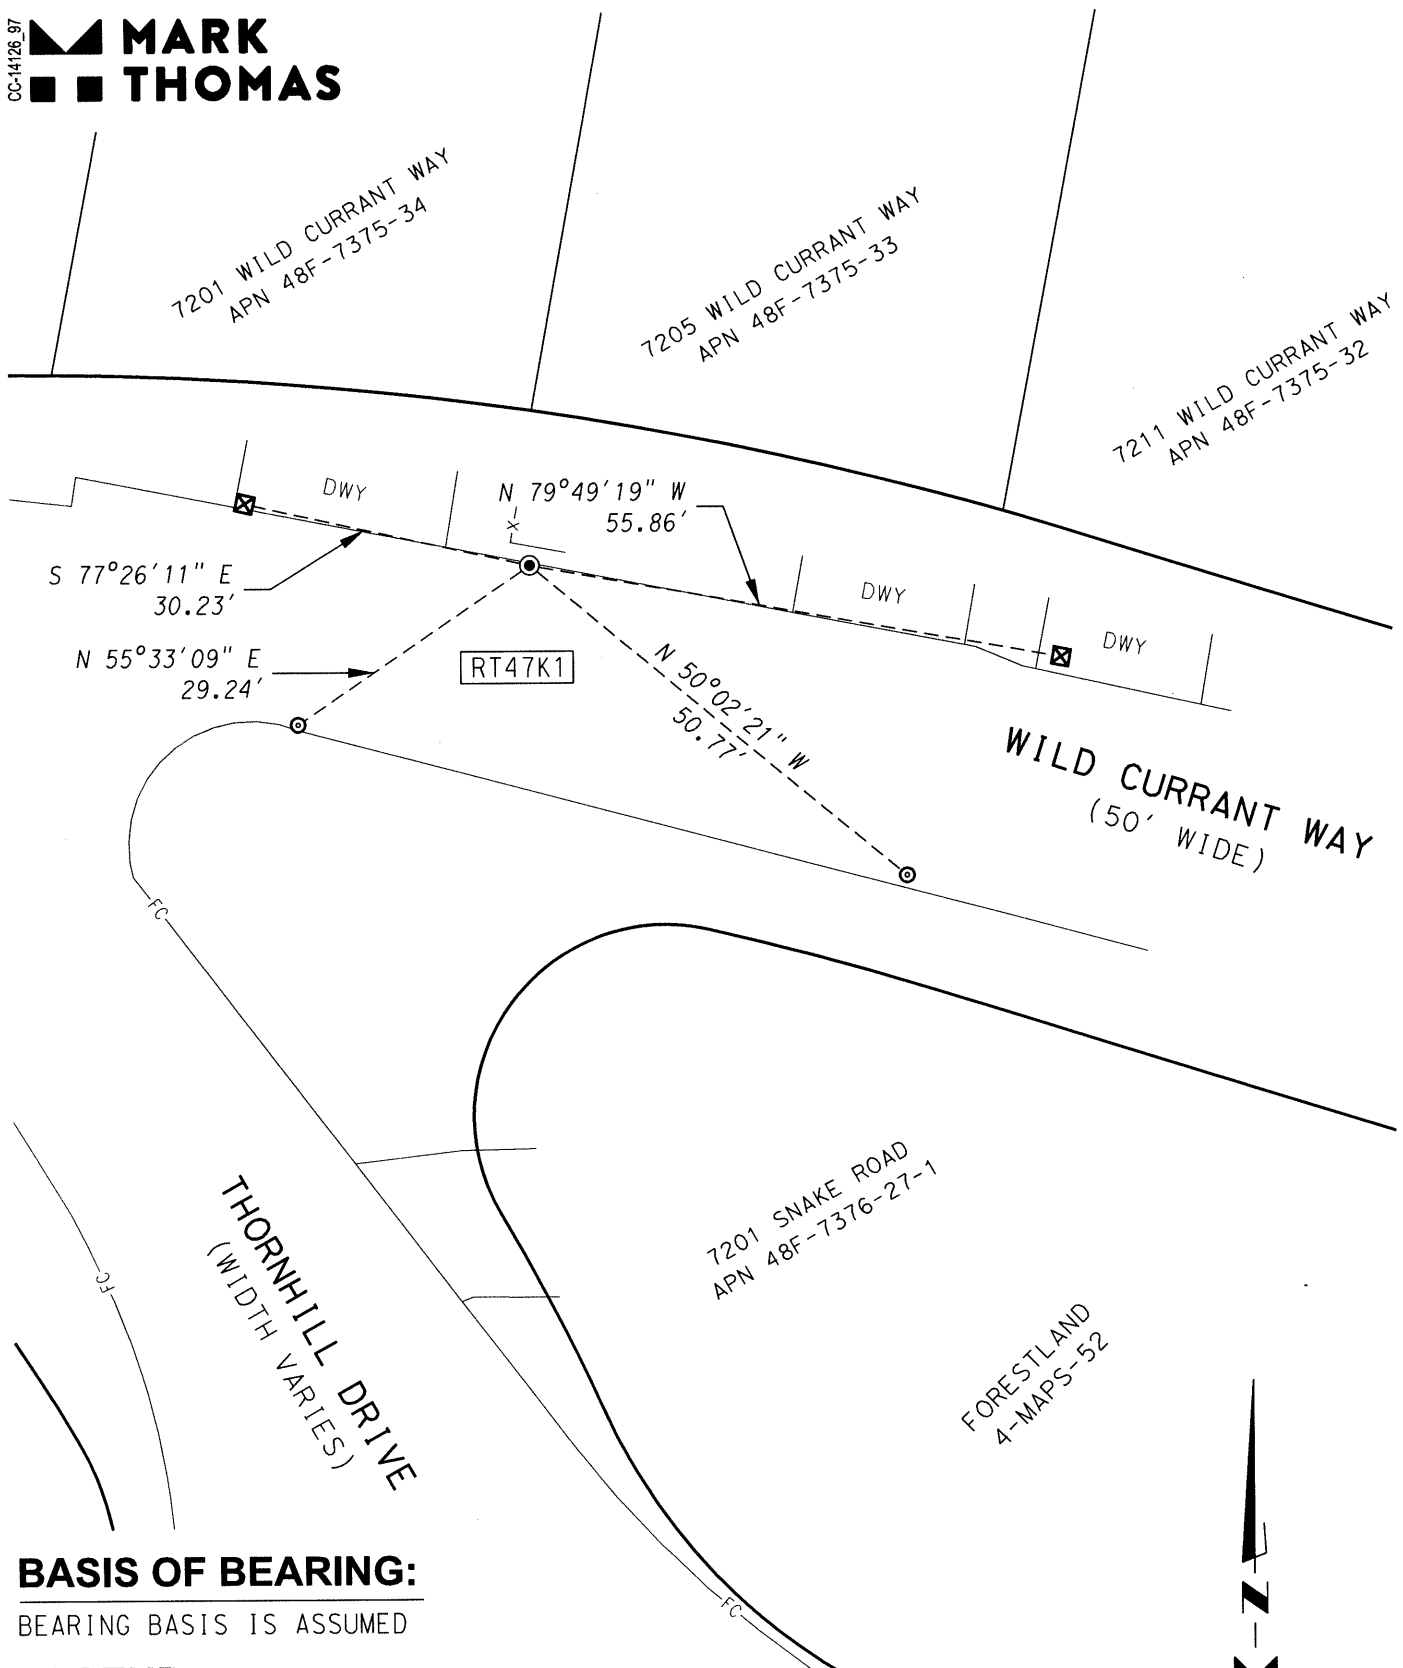 CC-14126_97
MARK
THOMAS
7201 WILD CURRANT WAY
APN 48F-7375-34
7205 WILD CURRANT WAY
APN 48F-7375-33
7211 WILD CURRANT WAY
APN 48F-7375-32
DWY
N 79°49'19" W
55.86'
X
S 77°26'11" E
30.23'
DWY
DWY
N 55°33'09" E
29.24'
RT47K1
N 50°02'21" W
50.77'
WILD CURRANT WAY
(50' WIDE)
FC
THORNHILL DRIVE
(WIDTH VARIES)
FC
7201 SNAKE ROAD
APN 48F-7376-27-1
FORESTLAND
4-MAPS-52
N
BASIS OF BEARING:
BEARING BASIS IS ASSUMED
FC